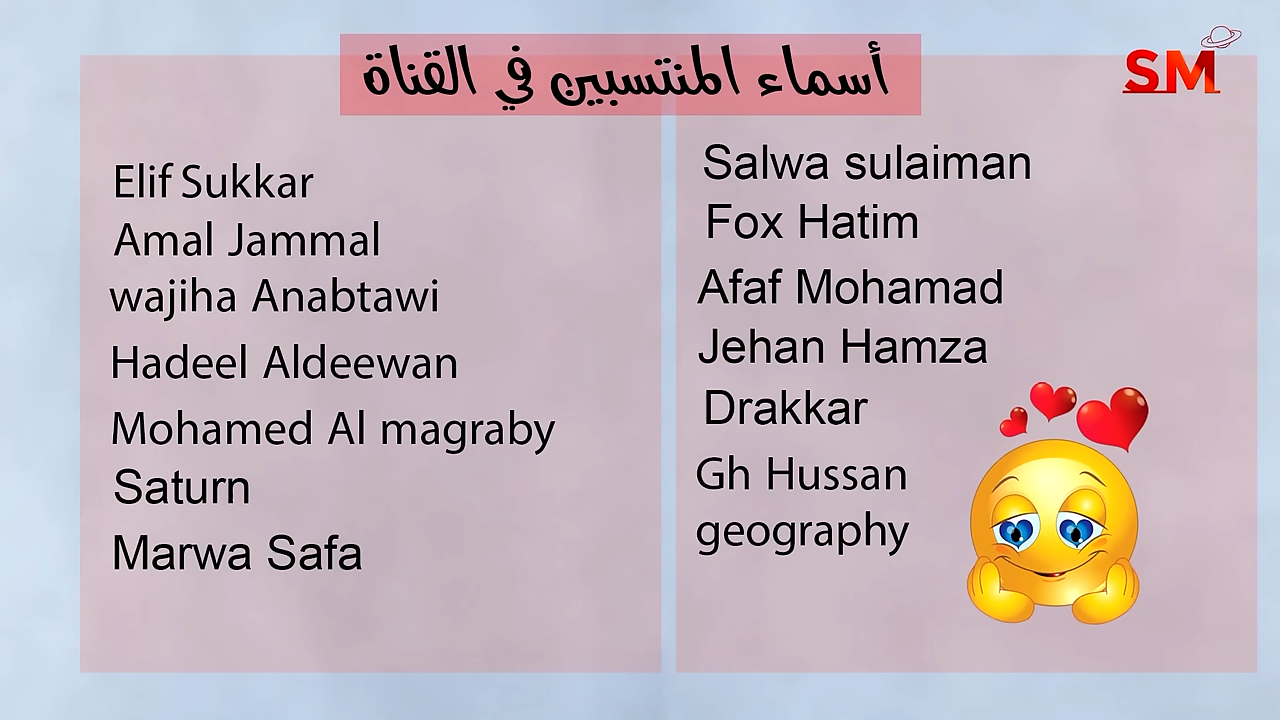 أسماء المنتسبين في القناة
SM
Elif Sukkar
Amal Jammal
wajiha Anabtawi
Hadeel Aldeewan
Mohamed Al magraby
Saturn
Marwa Safa
Salwa sulaiman
Fox Hatim
Afaf Mohamad
Jehan Hamza
Drakkar
Gh Hussan
geography